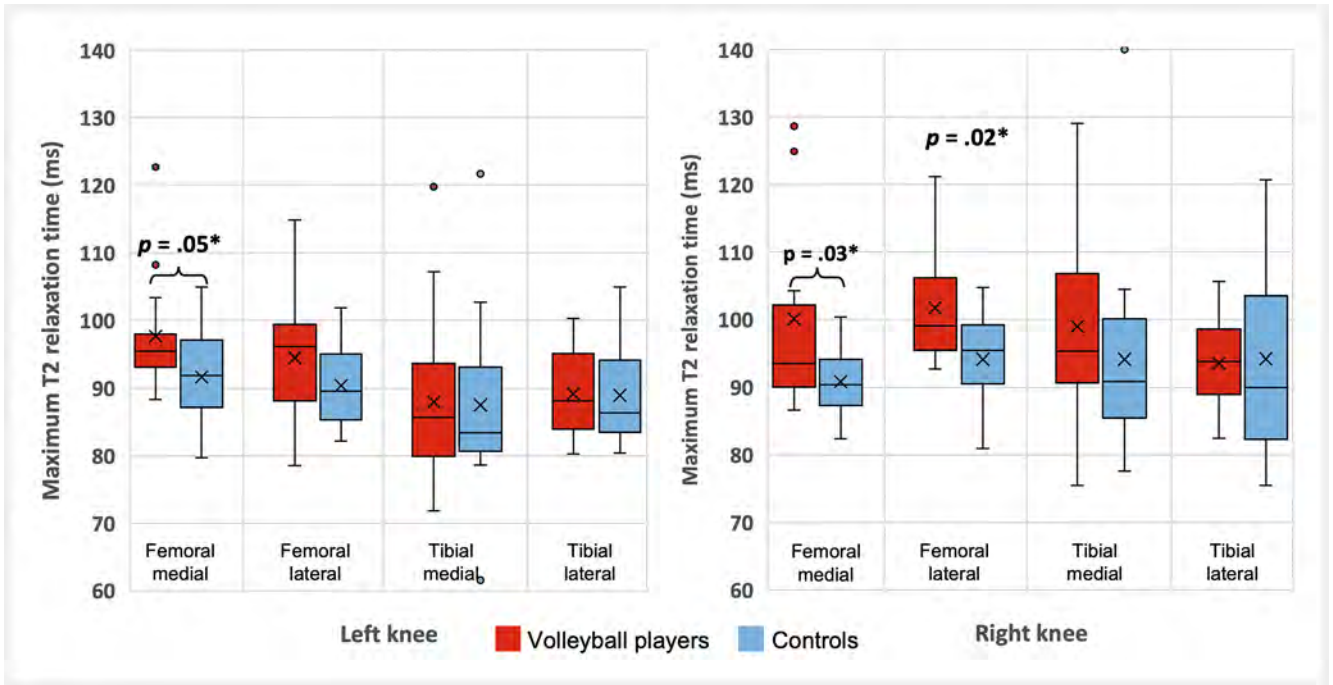 Maximum T2 relaxation time (ms)
140
130
120
110
100
90
80
70
60
p = .05*
Femoral
medial
Femoral
lateral
Tibial
medial
Tibial
lateral
Left knee
Maximum T2 relaxation time (ms)
140
130
120
110
100
90
80
70
60
p = .03*
p = .02*
Femoral
medial
Femoral
lateral
Tibial
medial
Tibial
lateral
Right knee
Volleyball players
Controls